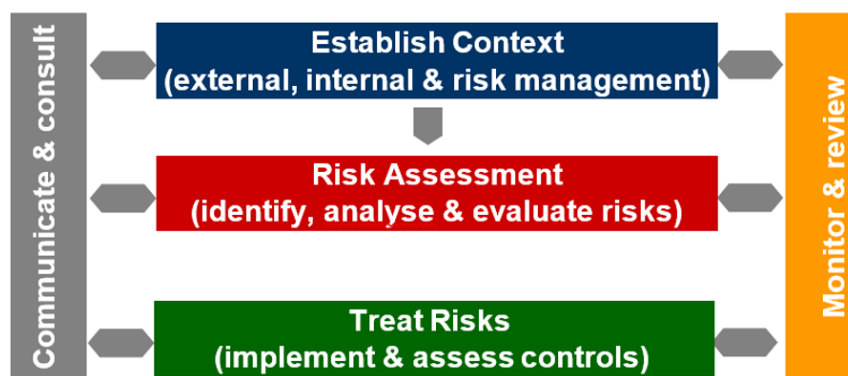 Communicate & consult
Establish Context
(external, internal & risk management)
Risk Assessment
(identify, analyse & evaluate risks)
Treat Risks
(implement & assess controls)
Monitor & review